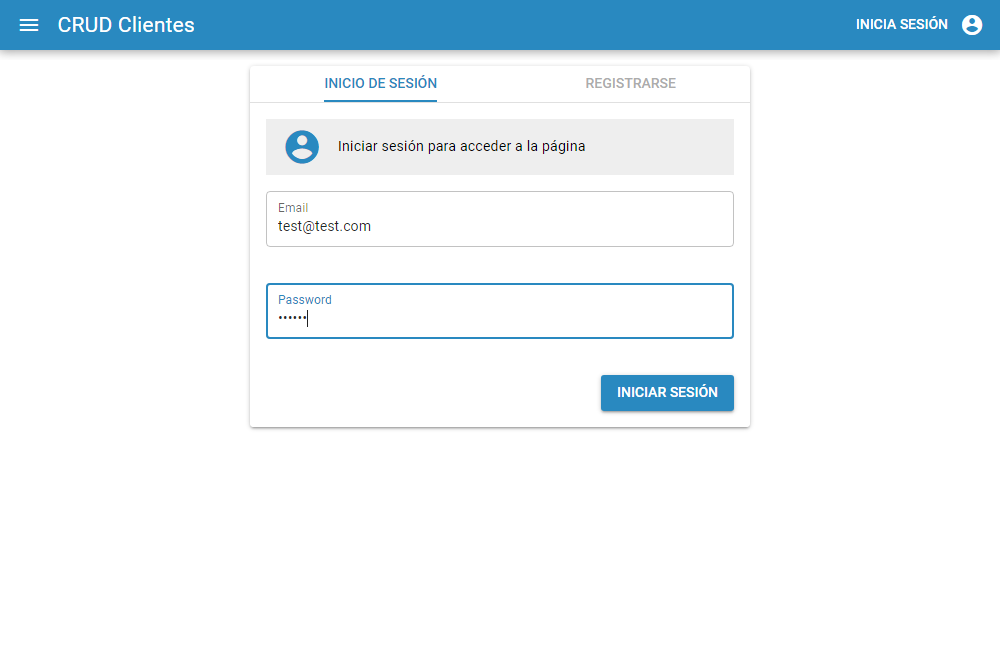 CRUD Clientes
INICIA SESIÓN
INICIO DE SESIÓN
REGISTRARSE
Iniciar sesión para acceder a la página
Email
test@test.com
Password
••••••
INICIAR SESIÓN